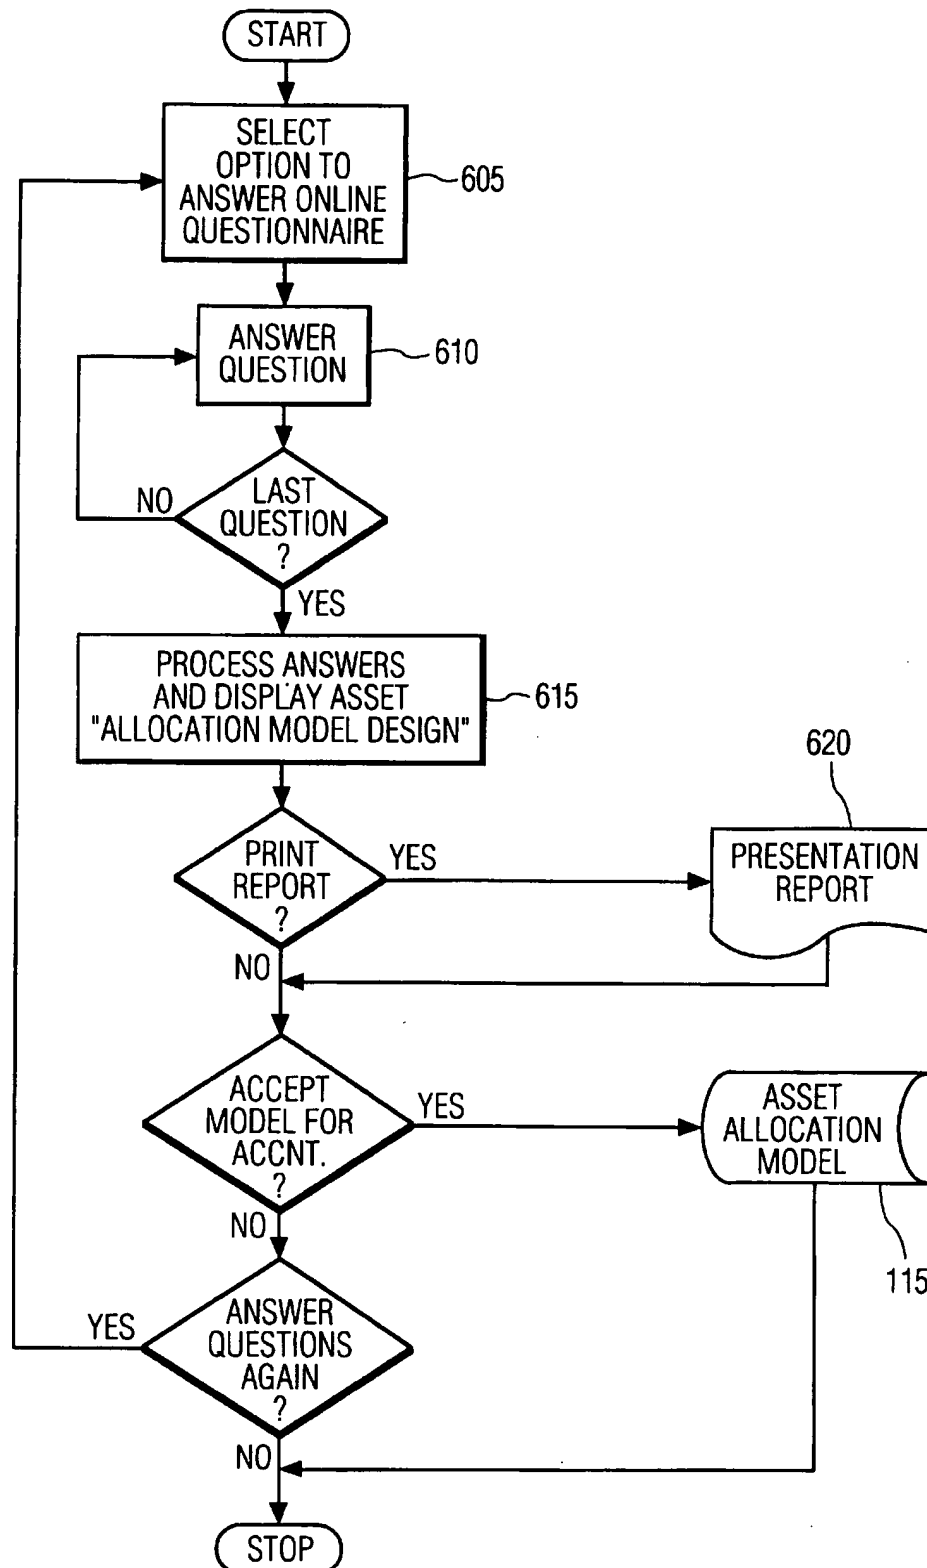 START
SELECT
OPTION TO
ANSWER ONLINE
QUESTIONNAIRE
605
ANSWER
QUESTION
610
LAST
QUESTION
?
NO
YES
PROCESS ANSWERS
AND DISPLAY ASSET
"ALLOCATION MODEL DESIGN"
615
620
PRINT
REPORT
?
YES
PRESENTATION
REPORT
NO
ACCEPT
MODEL FOR
ACCNT.
?
YES
ASSET
ALLOCATION
MODEL
NO
115
ANSWER
QUESTIONS
AGAIN
?
YES
NO
STOP